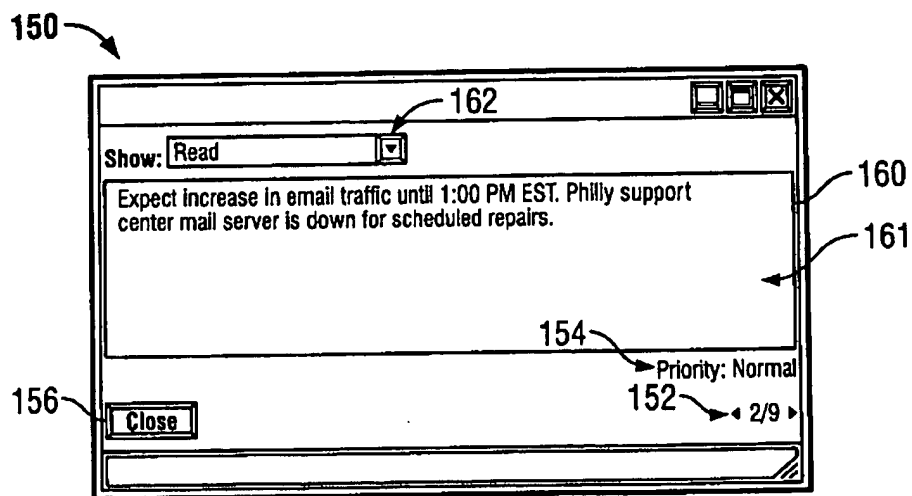 150
162
Show: Read
Expect increase in email traffic until 1:00 PM EST. Philly support
center mail server is down for scheduled repairs.
160
161
154
Priority: Normal
152
2/9
156
Close